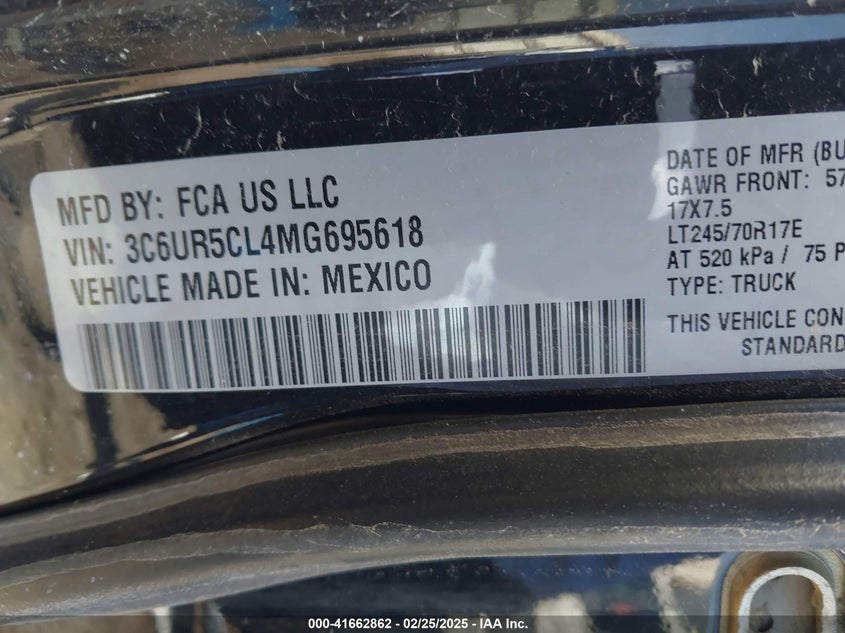 MFD BY: FCA US LLC
VIN: 3C6UR5CL4MG695618
VEHICLE MADE IN: MEXICO
DATE OF MFR (BU
GAWR FRONT: 57
17X7.5
LT245/70R17E
AT 520 kPa / 75 P
TYPE: TRUCK
THIS VEHICLE CON
STANDARD
000-41662862 - 02/25/2025 - IAA Inc.